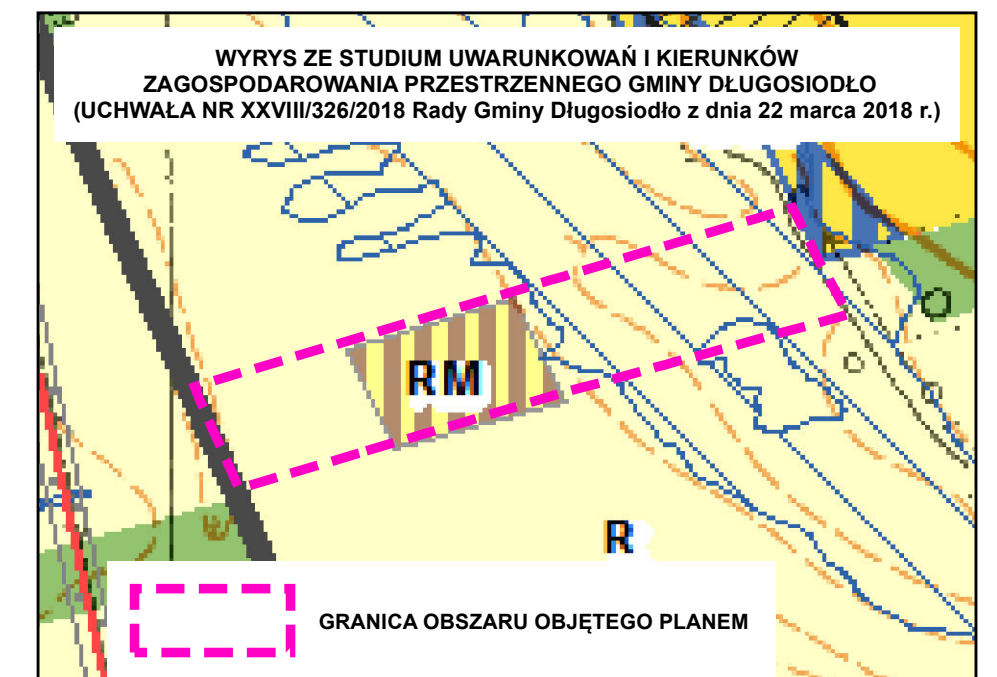 WYRYS ZE STUDIUM UWARUNKOWAŃ I KIERUNKÓW
ZAGOSPODAROWANIA PRZESTRZENNEGO GMINY DŁUGOSIODŁO
(UCHWAŁA NR XXVIII/326/2018 Rady Gminy Długosiodło z dnia 22 marca 2018 r.)
RM
R
GRANICA OBSZARU OBJĘTEGO PLANEM